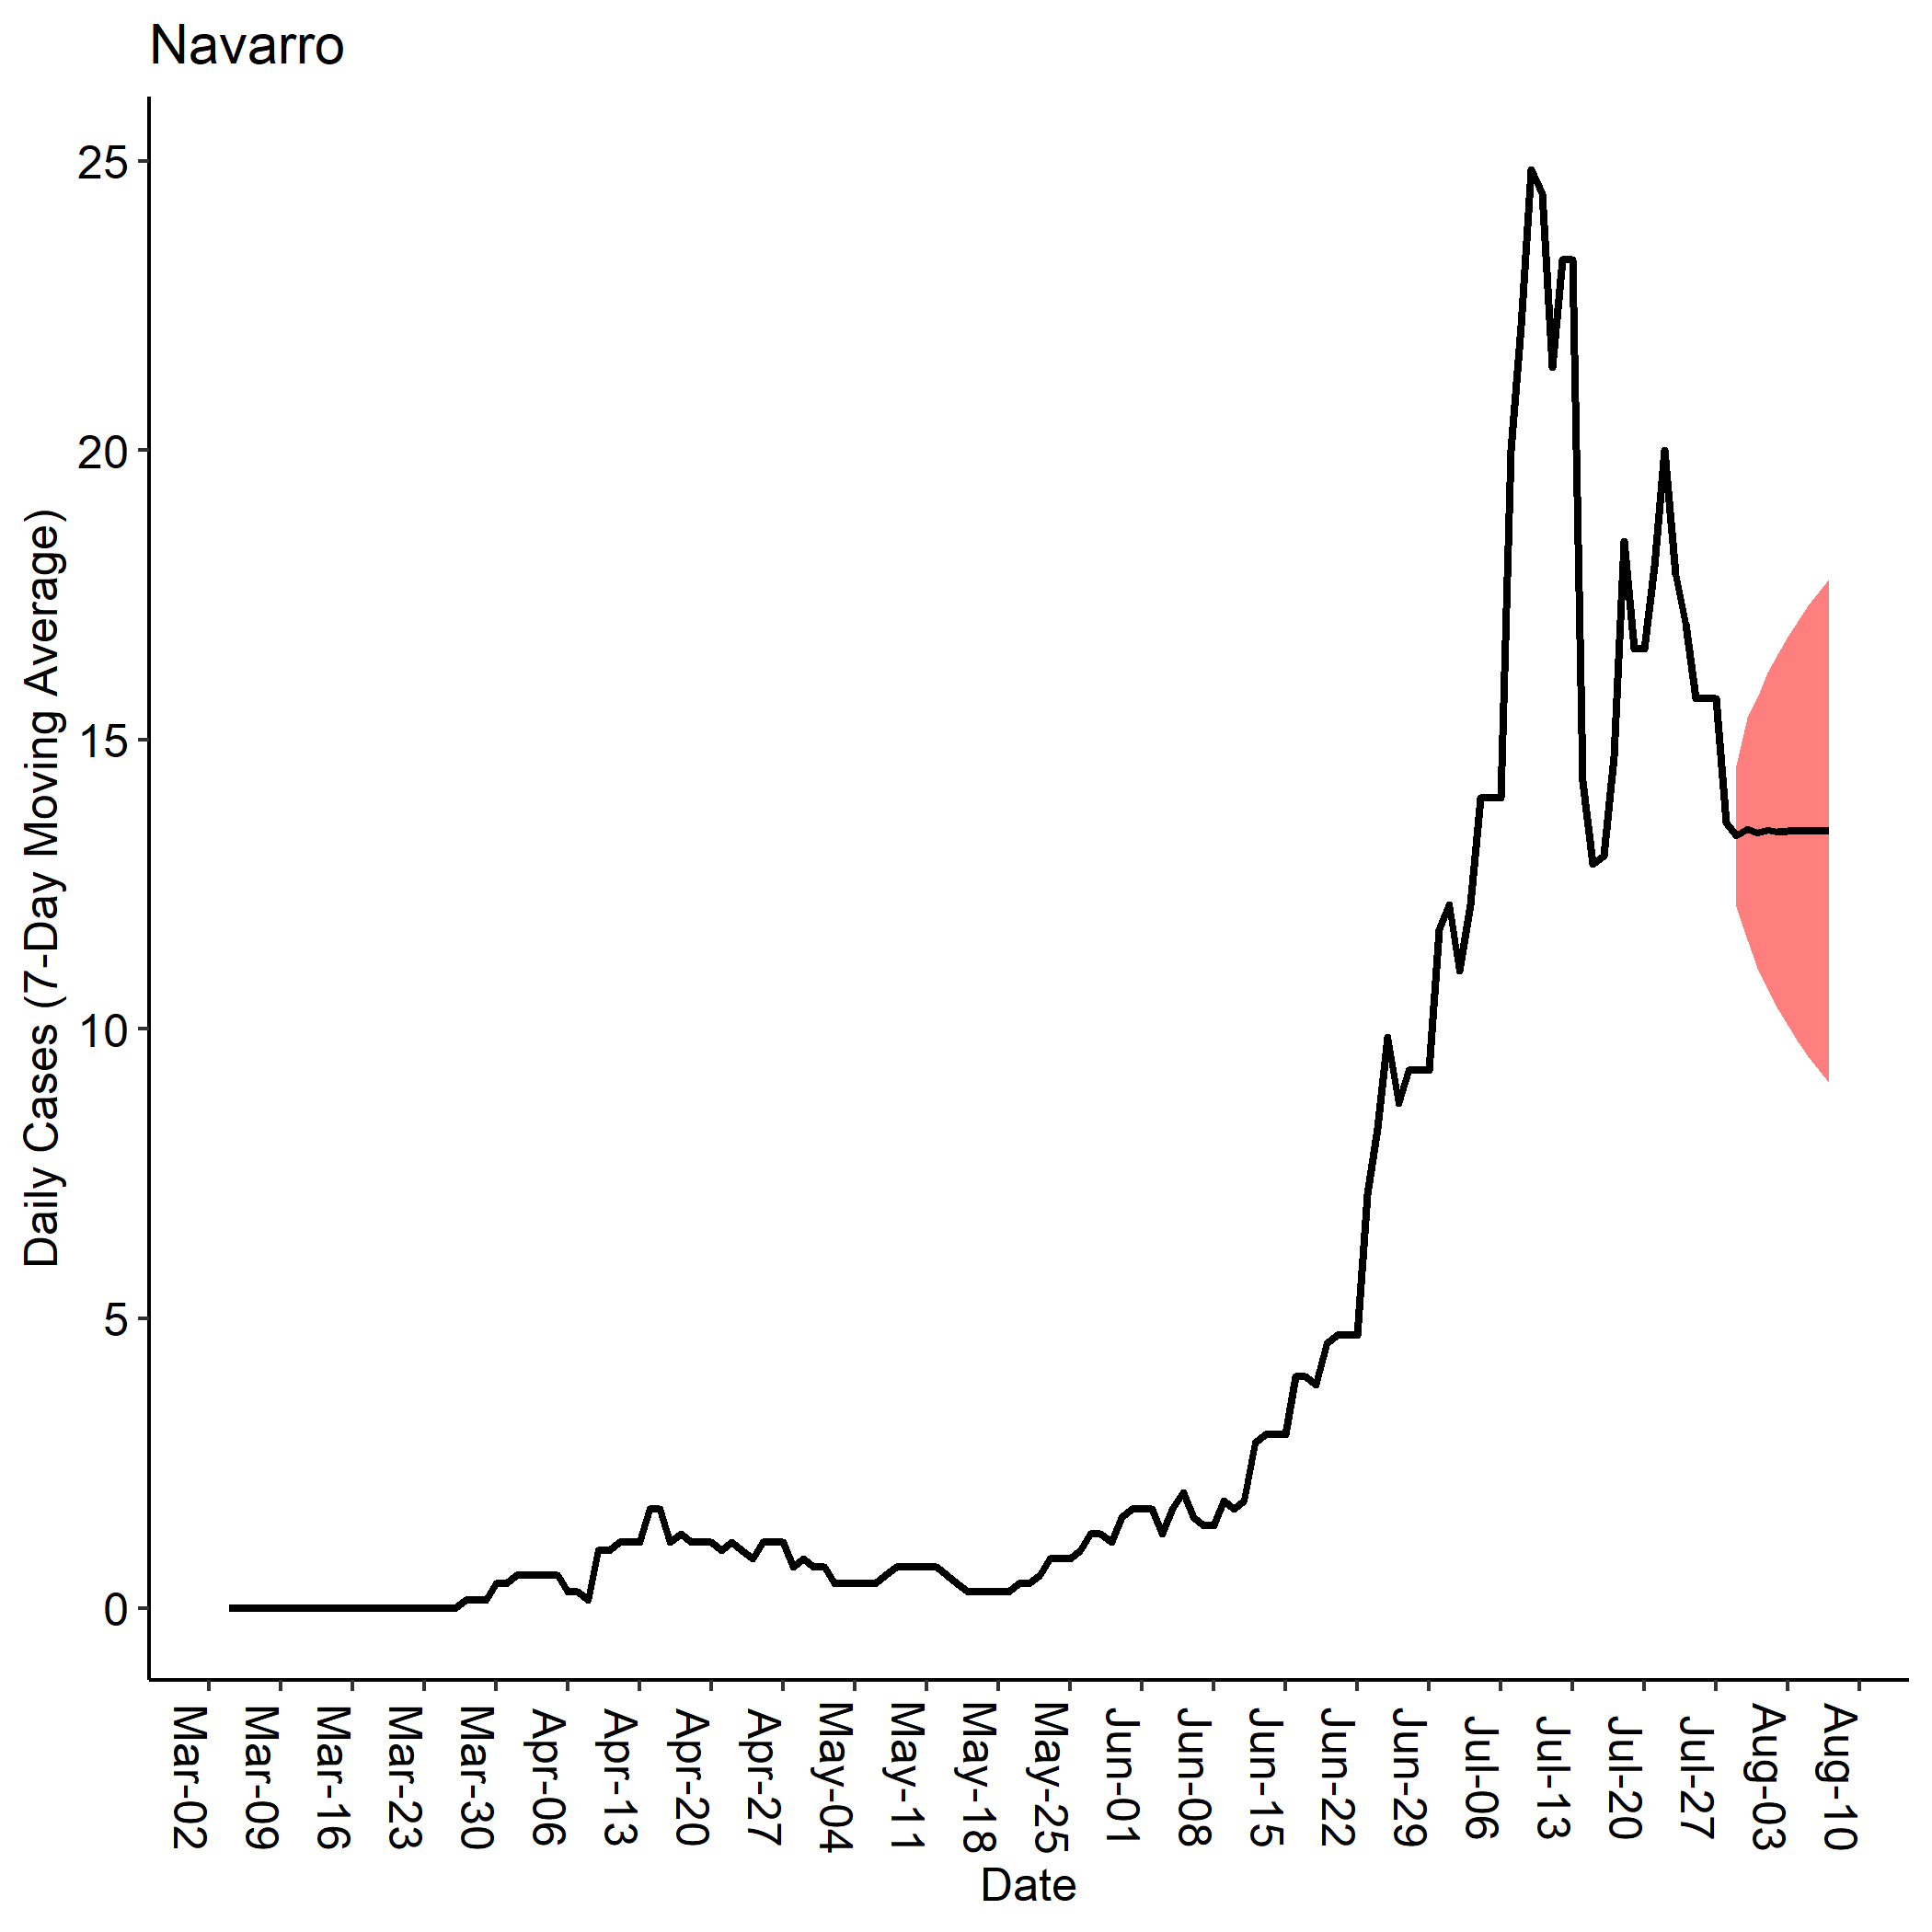 Navarro
Daily Cases (7-Day Moving Average)
25
20
15
10
5
0
Mar-02
Mar-09
Mar-16
Mar-23
Mar-30
Apr-06
Apr-13
Apr-20
Apr-27
May-04
May-11
May-18
May-25
Jun-01
Jun-08
Jun-15
Jun-22
Jun-29
Jul-06
Jul-13
Jul-20
Jul-27
Aug-03
Aug-10
Date